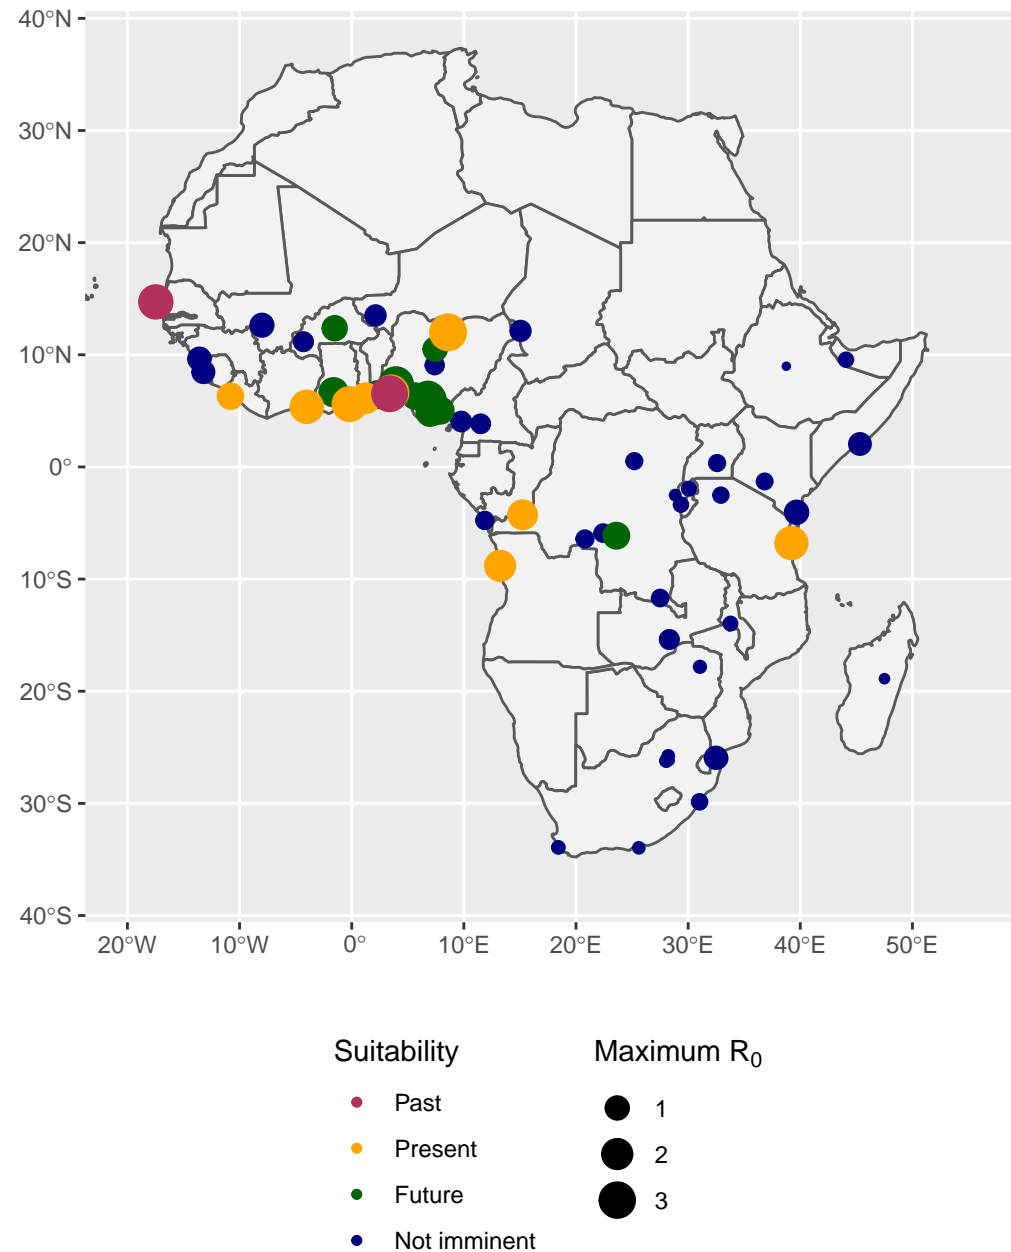 40°N
30°N
20°N
10°N
0°
10°S
20°S
30°S
40°S
20°W 10°W 0° 10°E 20°E 30°E 40°E 50°E
Suitability Maximum R₀
Past 1
Present 2
Future 3
Not imminent